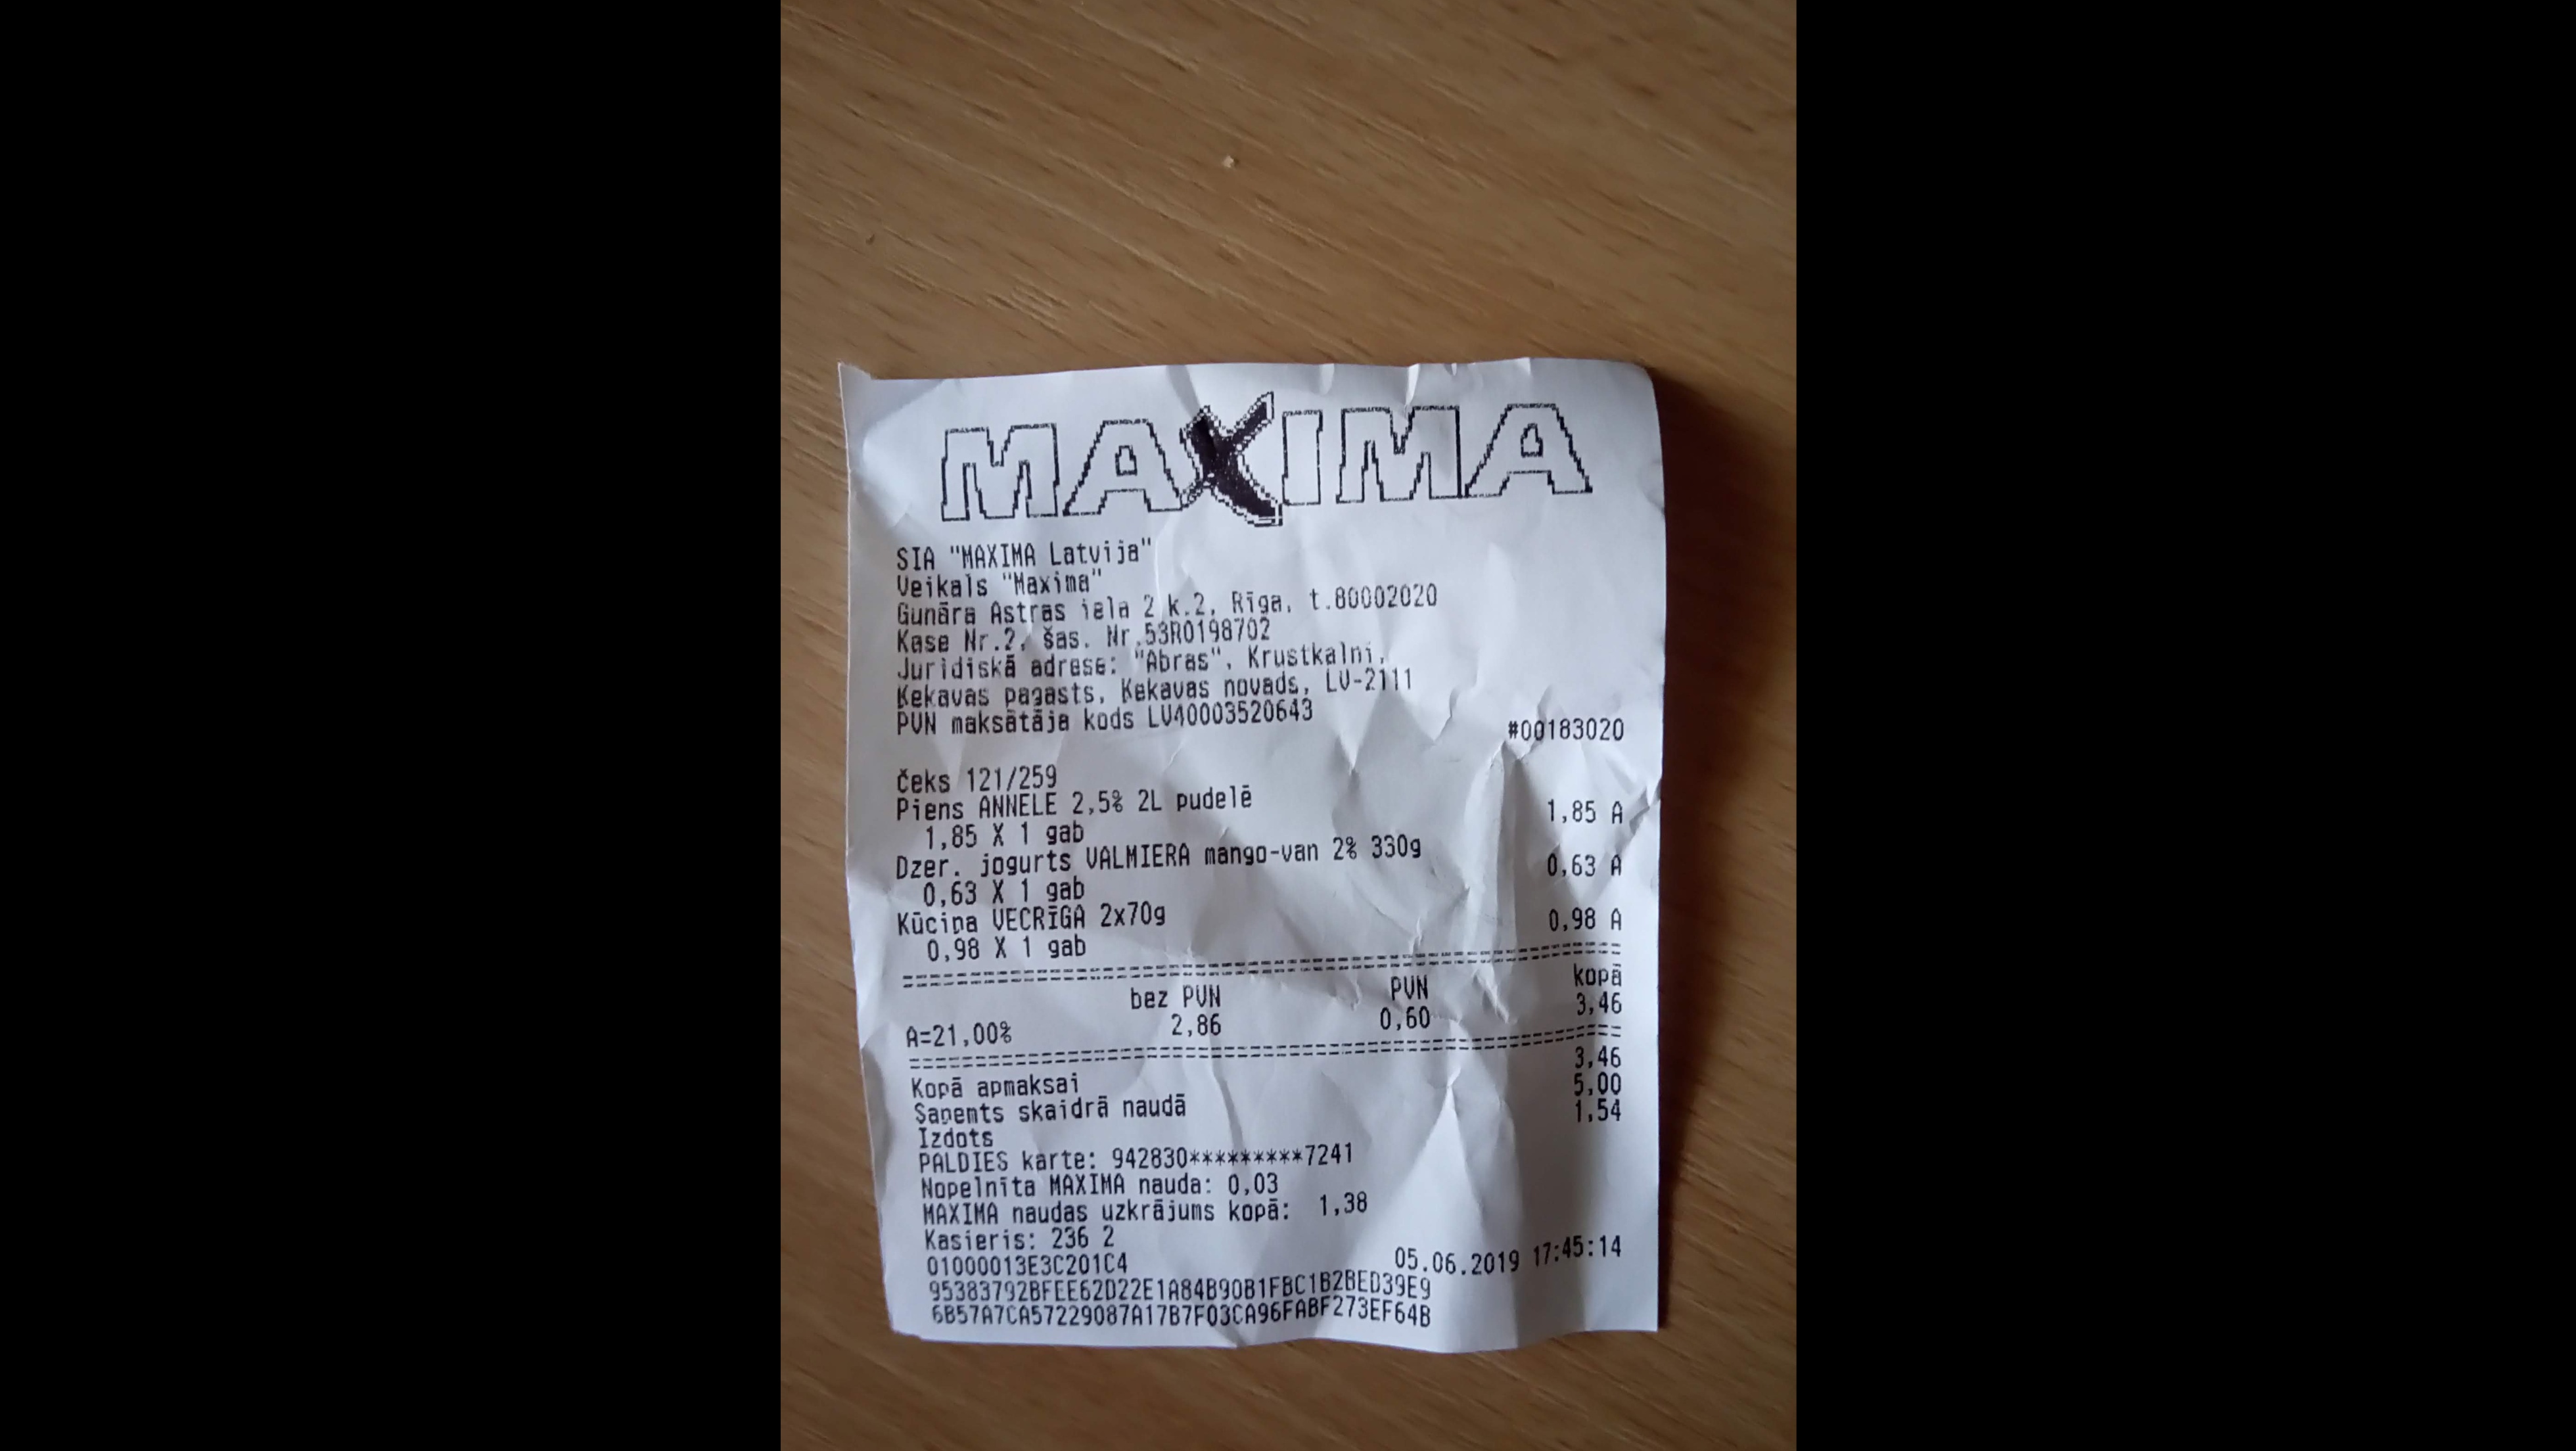 MAXIMA
SIA "MAXIMA Latvija"
Veikals "Maxima"
Gunāra Astras iela 2 k.2, Rīga, t.80002020
Kase Nr.2, šas. Nr.53R0198702
Juridiskā adrese: "Abras", Krustkalni,
Ķekavas pagasts, Ķekavas novads, LV-2111
PVN maksātāja kods LV40003520643
#00183020
Čeks 121/259
Piens ANNELE 2,5% 2L pudelē 1,85 A
1,85 X 1 gab
Dzer. jogurts VALMIERA mango-van 2% 330g 0,63 A
0,63 X 1 gab
Kūciņa VECRĪGA 2x70g 0,98 A
0,98 X 1 gab
bez PVN PVN kopā
A=21,00% 2,86 0,60 3,46
Kopā apmaksai 3,46
Saņemts skaidrā naudā 5,00
Izdots 1,54
PALDIES karte: 942830*********7241
Nopelnīta MAXIMA nauda: 0,03
MAXIMA naudas uzkrājums kopā: 1,38
Kasieris: 236 2
01000013E3C201C4 05.06.2019 17:45:14
95383792BFEE62D22E1A84B90B1FBC1B2BED39E9
6B57A7CA57229087A17B7F03CA96FABF273EF64B